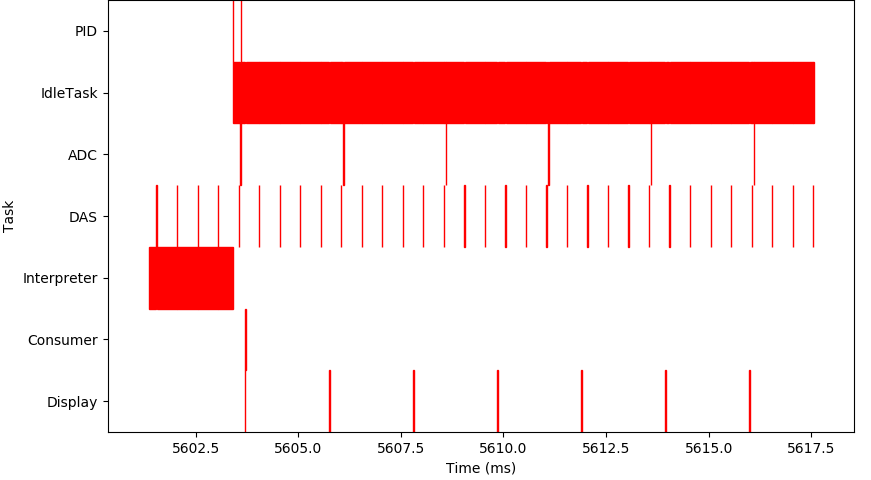 PID
IdleTask
ADC
DAS
Interpreter
Consumer
Display
Task
5602.5 5605.0 5607.5 5610.0 5612.5 5615.0 5617.5
Time (ms)